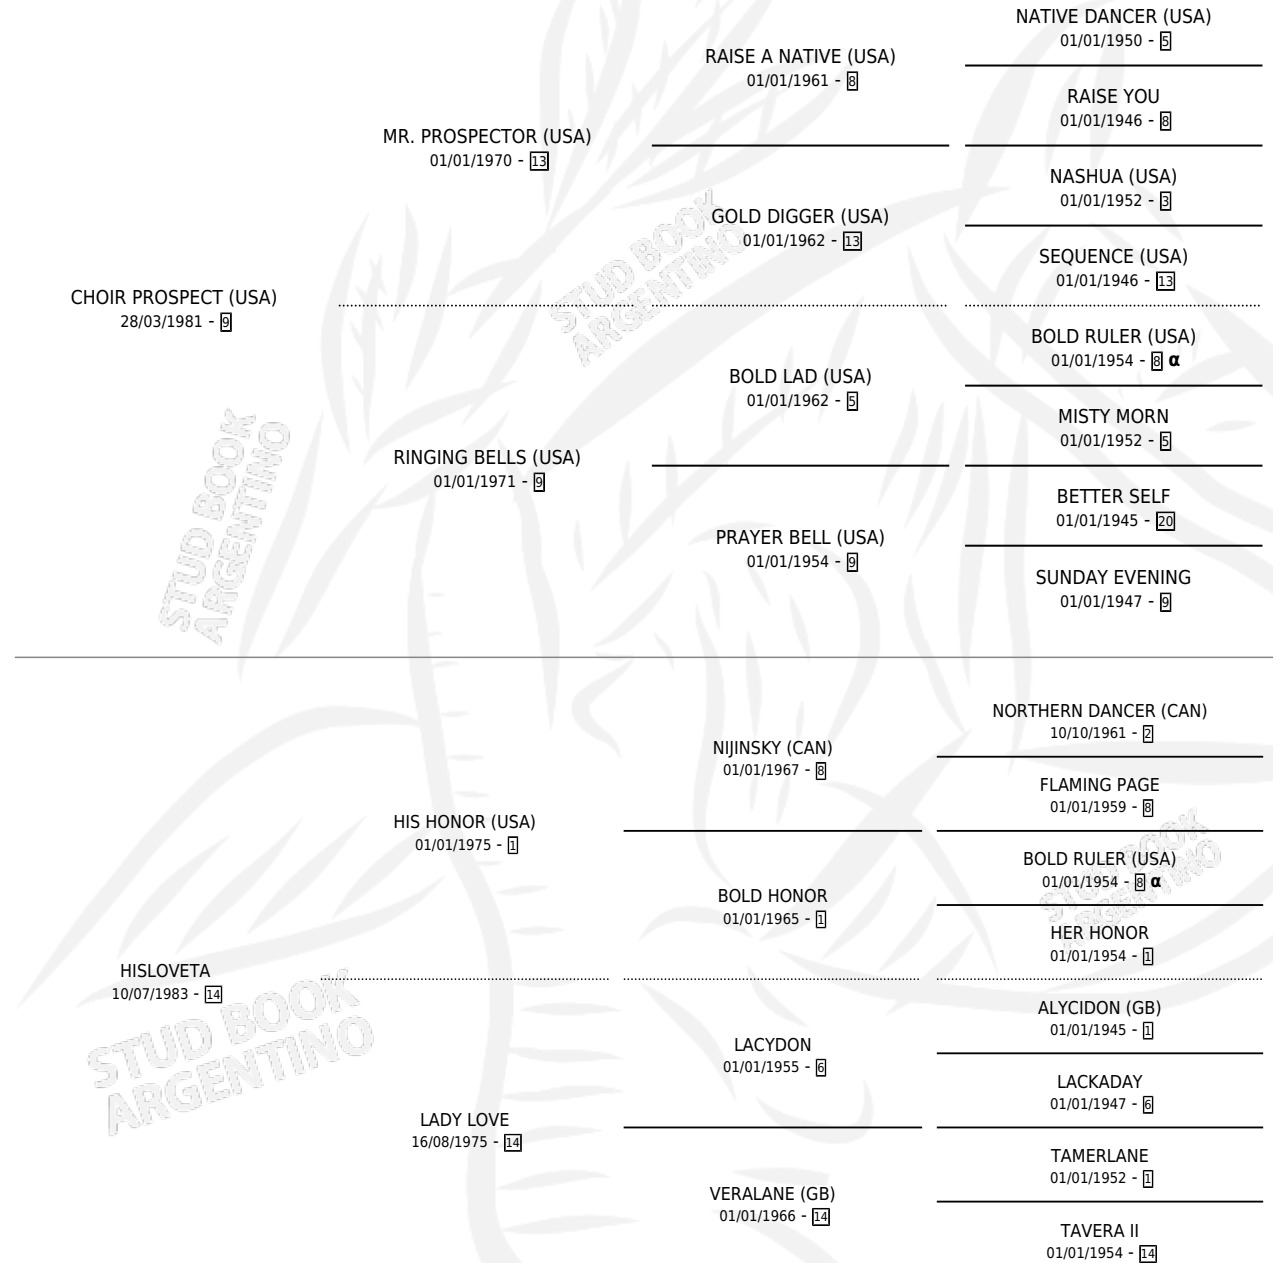 NATIVE DANCER (USA)
01/01/1950 - 5
RAISE A NATIVE (USA)
01/01/1961 - 8
RAISE YOU
01/01/1946 - 8
MR. PROSPECTOR (USA)
01/01/1970 - 13
NASHUA (USA)
01/01/1952 - 3
GOLD DIGGER (USA)
01/01/1962 - 13
SEQUENCE (USA)
01/01/1946 - 13
CHOIR PROSPECT (USA)
28/03/1981 - 9
BOLD RULER (USA)
01/01/1954 - 8 α
BOLD LAD (USA)
01/01/1962 - 5
MISTY MORN
01/01/1952 - 5
RINGING BELLS (USA)
01/01/1971 - 9
BETTER SELF
01/01/1945 - 20
PRAYER BELL (USA)
01/01/1954 - 9
SUNDAY EVENING
01/01/1947 - 9
NORTHERN DANCER (CAN)
10/10/1961 - 2
NIJINSKY (CAN)
01/01/1967 - 8
FLAMING PAGE
01/01/1959 - 8
HIS HONOR (USA)
01/01/1975 - 1
BOLD RULER (USA)
01/01/1954 - 8 α
BOLD HONOR
01/01/1965 - 1
HER HONOR
01/01/1954 - 1
HISLOVETA
10/07/1983 - 14
ALYCIDON (GB)
01/01/1945 - 1
LACYDON
01/01/1955 - 6
LACKADAY
01/01/1947 - 6
LADY LOVE
16/08/1975 - 14
TAMERLANE
01/01/1952 - 1
VERALANE (GB)
01/01/1966 - 14
TAVERA II
01/01/1954 - 14
STUD BOOK
ARGENTINO
STUD BOOK
ARGENTINO
STUD BOOK
ARGENTINO
STUD BOOK
ARGENTINO